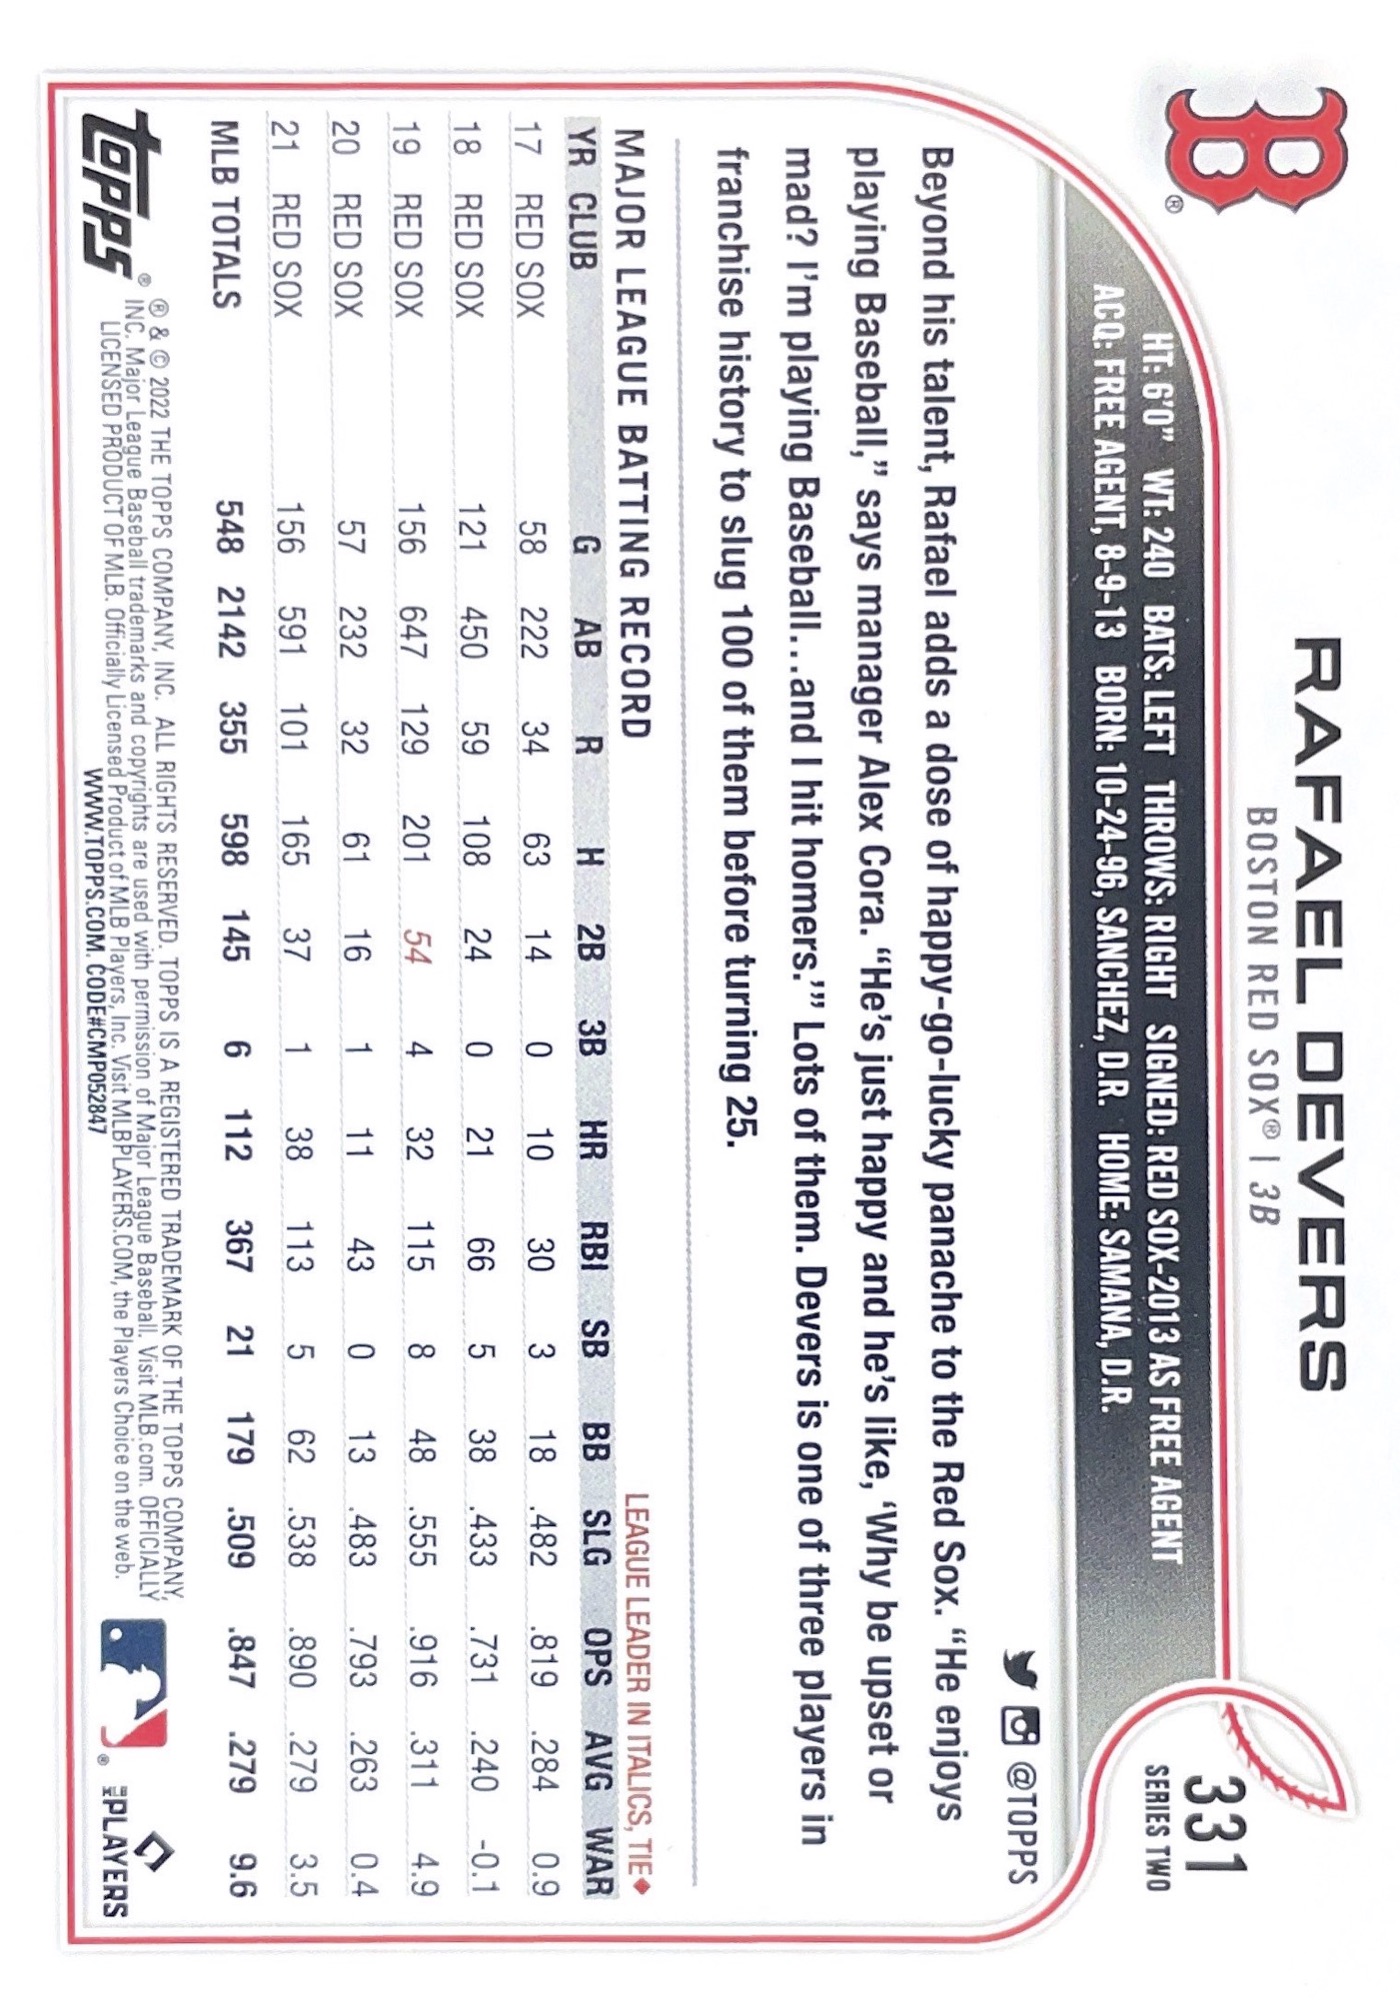 B®
RAFAEL DEVERS
BOSTON RED SOX® | 3B
331
SERIES TWO
HT: 6'0" WT: 240 BATS: LEFT THROWS: RIGHT SIGNED: RED SOX-2013 AS FREE AGENT
ACQ: FREE AGENT, 8-9-13 BORN: 10-24-96, SANCHEZ, D.R. HOME: SAMANA, D.R.
@TOPPS
Beyond his talent, Rafael adds a dose of happy-go-lucky panache to the Red Sox. “He enjoys
playing Baseball,” says manager Alex Cora. “He’s just happy and he’s like, ‘Why be upset or
mad? I’m playing Baseball...and I hit homers.’” Lots of them. Devers is one of three players in
franchise history to slug 100 of them before turning 25.
MAJOR LEAGUE BATTING RECORD LEAGUE LEADER IN ITALICS, TIE◆
YR CLUB G AB R H 2B 3B HR RBI SB BB SLG OPS AVG WAR
17 RED SOX 58 222 34 63 14 0 10 30 3 18 .482 .819 .284 0.9
18 RED SOX 121 450 59 108 24 0 21 66 5 38 .433 .731 .240 -0.1
19 RED SOX 156 647 129 201 54 4 32 115 8 48 .555 .916 .311 4.9
20 RED SOX 57 232 32 61 16 1 11 43 0 13 .483 .793 .263 0.4
21 RED SOX 156 591 101 165 37 1 38 113 5 62 .538 .890 .279 3.5
MLB TOTALS 548 2142 355 598 145 6 112 367 21 179 .509 .847 .279 9.6
topps®
® & © 2022 THE TOPPS COMPANY, INC. ALL RIGHTS RESERVED. TOPPS IS A REGISTERED TRADEMARK OF THE TOPPS COMPANY,
INC. Major League Baseball trademarks and copyrights are used with permission of Major League Baseball. Visit MLB.com. OFFICIALLY
LICENSED PRODUCT OF MLB. Officially Licensed Product of MLB Players, Inc. Visit MLBPLAYERS.COM, the Players Choice on the web.
WWW.TOPPS.COM. CODE#CMP052847
®
MLB PLAYERS